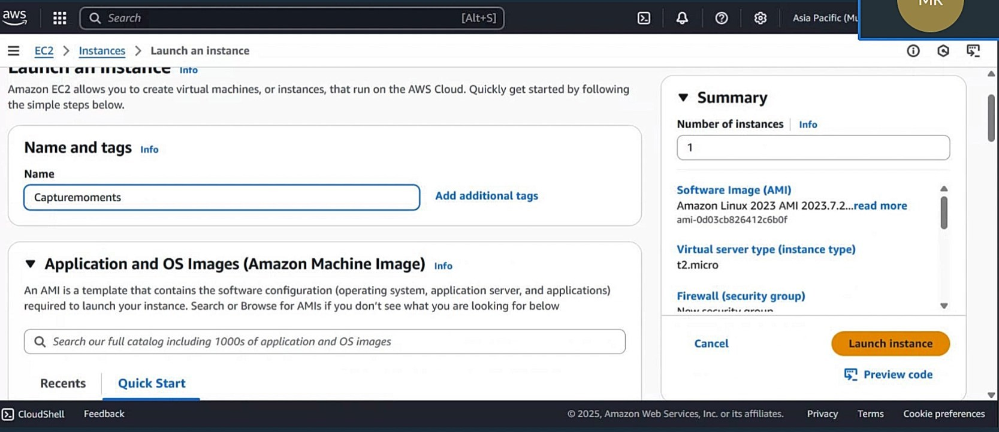 aws
Search [Alt+S]
Asia Pacific (Mu
MR
EC2 > Instances > Launch an instance
Launch an instance Info
Amazon EC2 allows you to create virtual machines, or instances, that run on the AWS Cloud. Quickly get started by following
the simple steps below.
Name and tags Info
Name
Capturemoments
Add additional tags
Application and OS Images (Amazon Machine Image) Info
An AMI is a template that contains the software configuration (operating system, application server, and applications)
required to launch your instance. Search or Browse for AMIs if you don't see what you are looking for below
Search our full catalog including 1000s of application and OS images
Recents
Quick Start
Summary
Number of instances Info
1
Software Image (AMI)
Amazon Linux 2023 AMI 2023.7.2...read more
ami-0d03cb826412c6b0f
Virtual server type (instance type)
t2.micro
Firewall (security group)
New security group
Cancel
Launch instance
Preview code
CloudShell Feedback
© 2025, Amazon Web Services, Inc. or its affiliates. Privacy Terms Cookie preferences